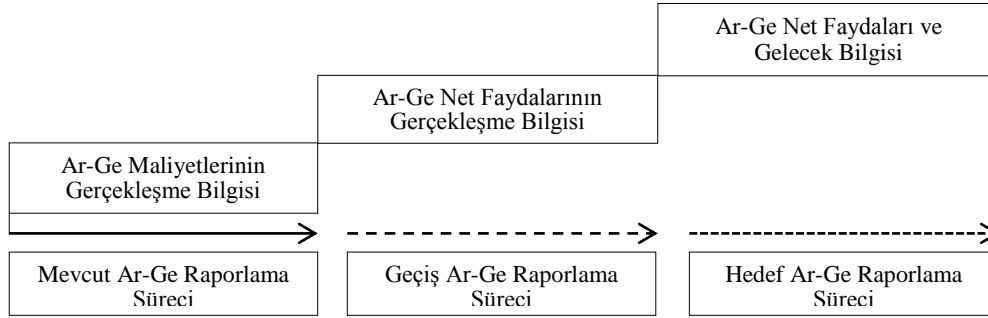 Ar-Ge Net Faydaları ve
Gelecek Bilgisi
Ar-Ge Net Faydalarının
Gerçekleşme Bilgisi
Ar-Ge Maliyetlerinin
Gerçekleşme Bilgisi
Mevcut Ar-Ge Raporlama
Süreci
Geçiş Ar-Ge Raporlama
Süreci
Hedef Ar-Ge Raporlama
Süreci